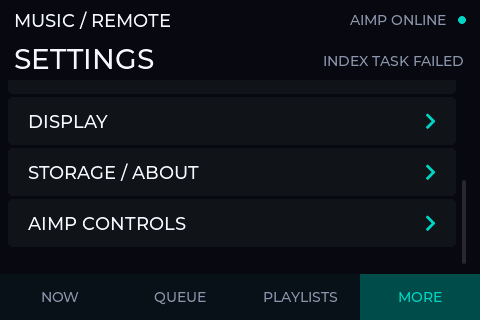 MUSIC / REMOTE
AIMP ONLINE
SETTINGS
INDEX TASK FAILED
DISPLAY
STORAGE / ABOUT
AIMP CONTROLS
NOW
QUEUE
PLAYLISTS
MORE